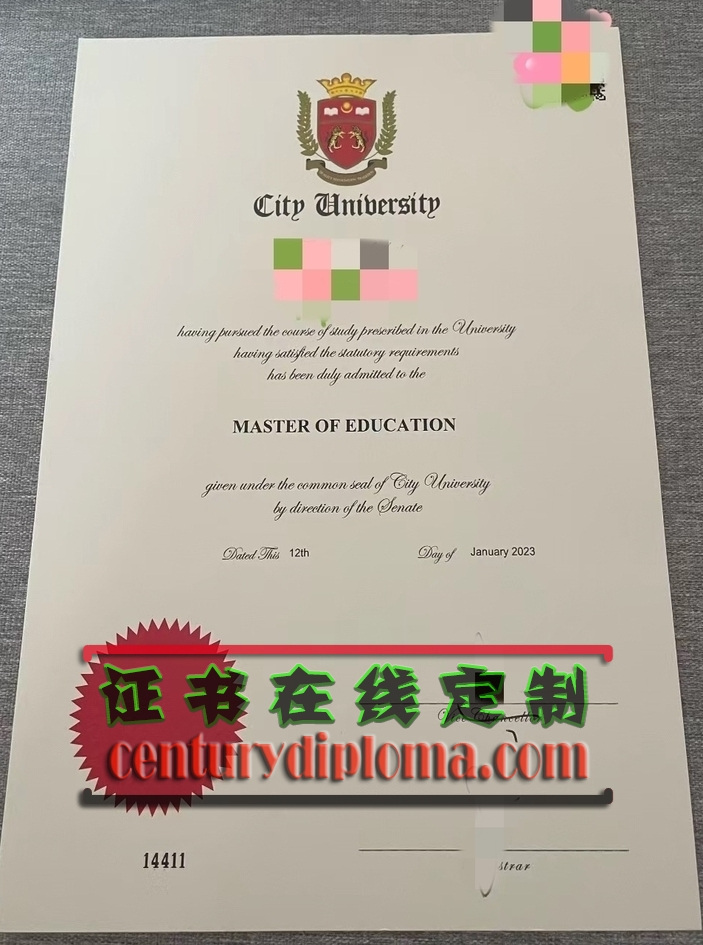 City University
having pursued the course of study prescribed in the University
having satisfied the statutory requirements
has been duly admitted to the
MASTER OF EDUCATION
given under the common seal of City University
by direction of the Senate
Dated This 12th Day of January 2023
证书在线定制
centurydiploma.com
14411